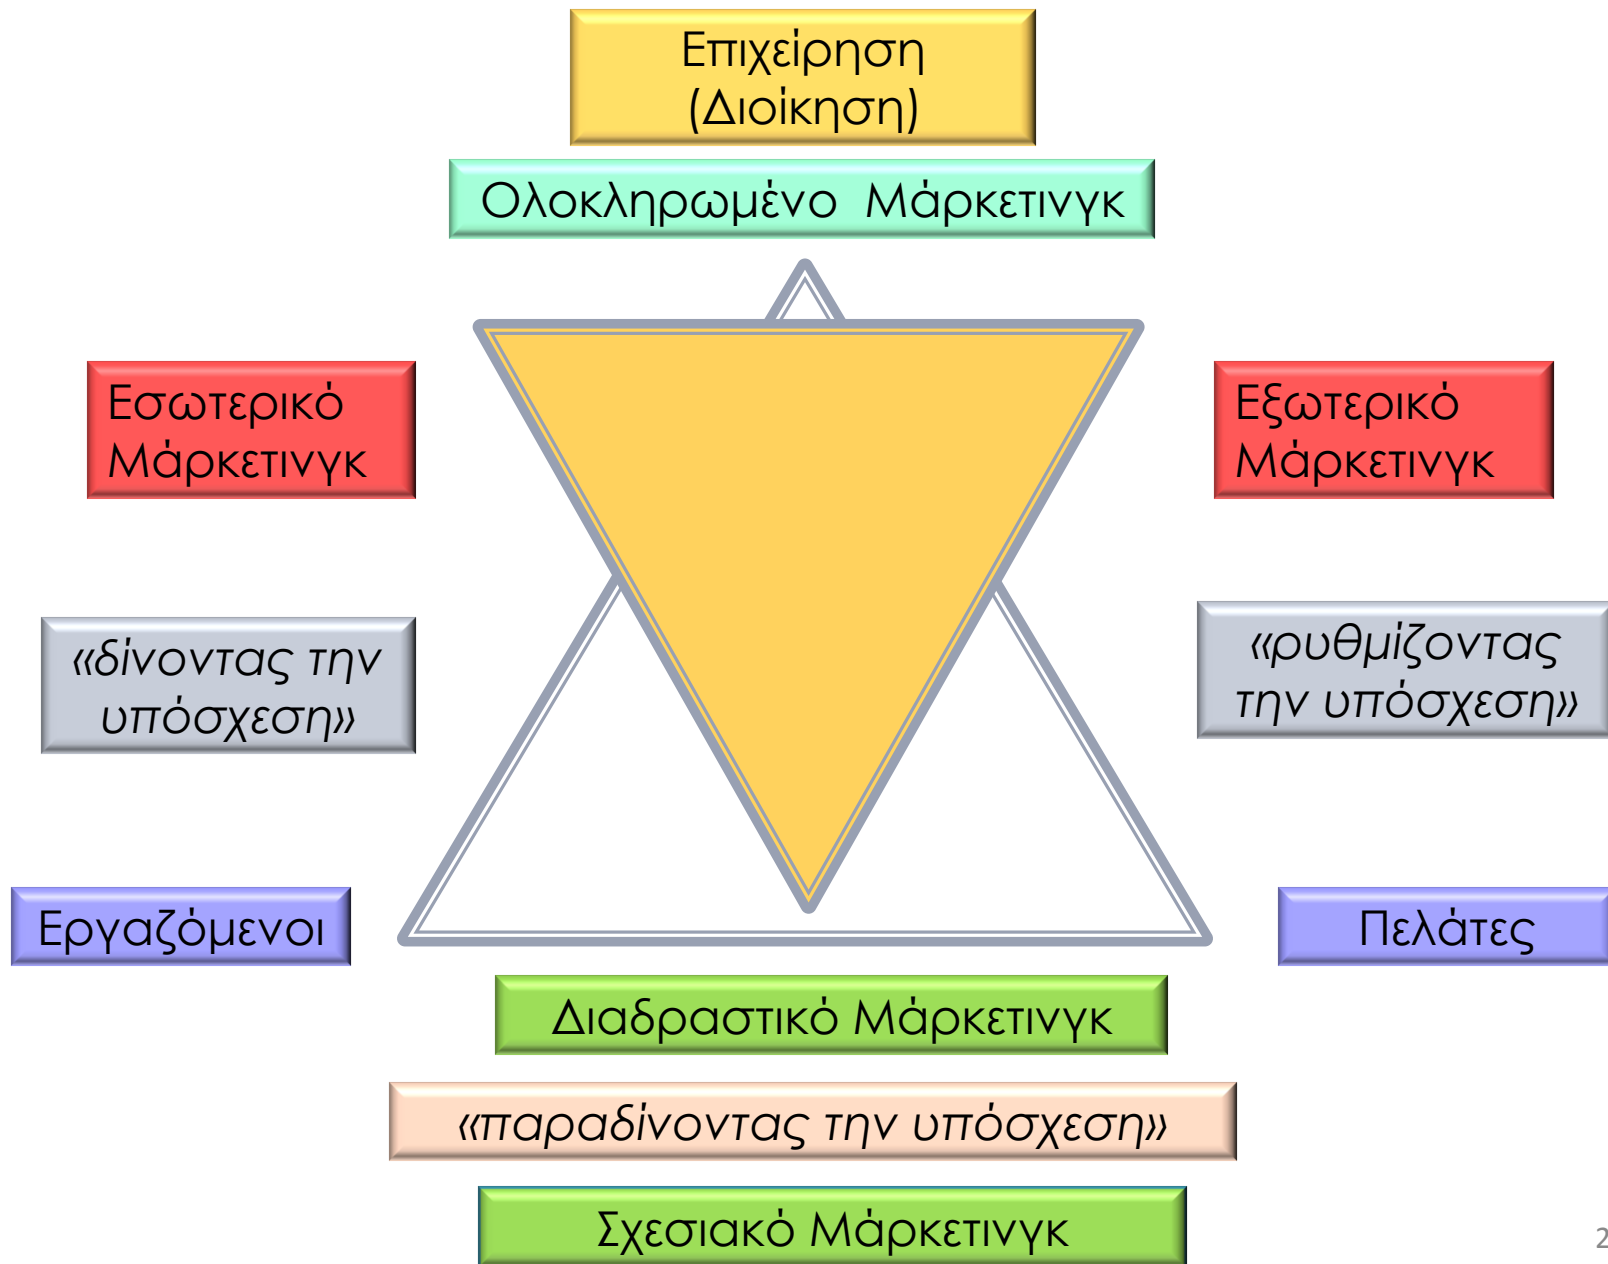 Επιχείρηση
(Διοίκηση)
Ολοκληρωμένο Μάρκετινγκ
Εσωτερικό
Μάρκετινγκ
Εξωτερικό
Μάρκετινγκ
«δίνοντας την
υπόσχεση»
«ρυθμίζοντας
την υπόσχεση»
Εργαζόμενοι
Πελάτες
Διαδραστικό Μάρκετινγκ
«παραδίνοντας την υπόσχεση»
Σχεσιακό Μάρκετινγκ
2